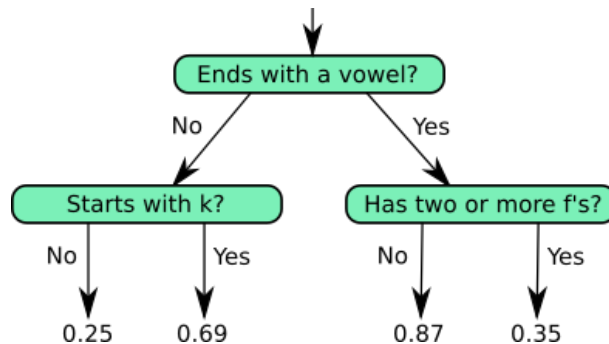 Ends with a vowel?
No
Yes
Starts with k?
Has two or more f's?
No
Yes
No
Yes
0.25
0.69
0.87
0.35